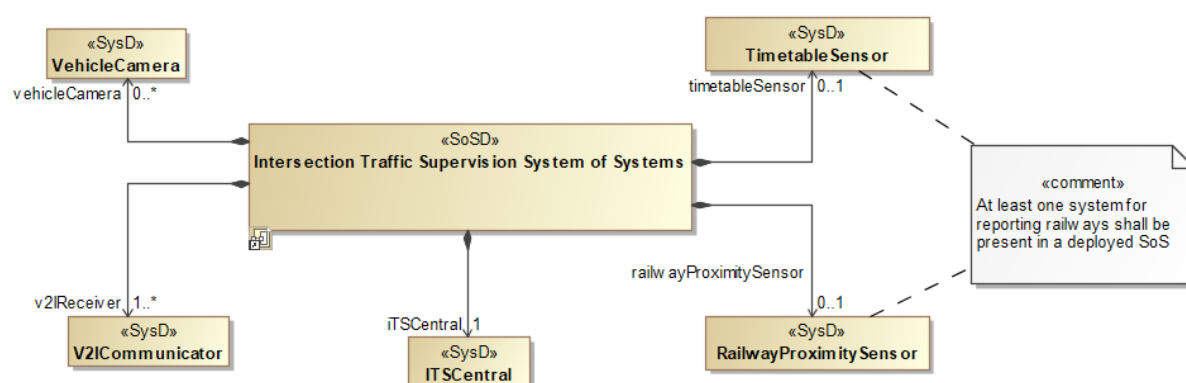 «SysD»
VehicleCamera
vehicleCamera 0..*
«SysD»
TimetableSensor
timetableSensor 0..1
«SoSD»
Intersection Traffic Supervision System of Systems
«comment»
At least one system for
reporting railways shall be
present in a deployed SoS
railwayProximitySensor
0..1
v2IReceiver 1..*
«SysD»
V2ICommunicator
iTSCentral 1
«SysD»
ITSCentral
«SysD»
RailwayProximitySensor